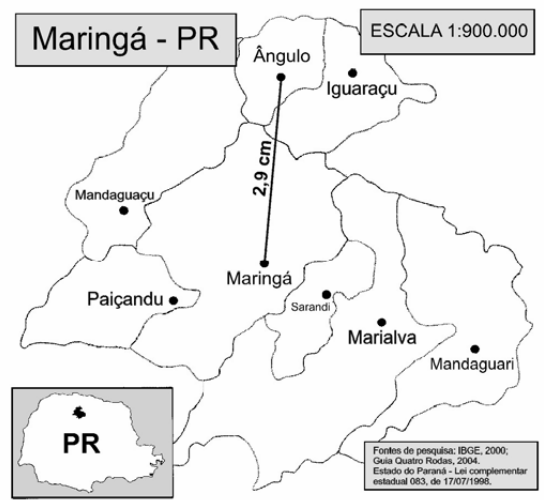 Maringá - PR
ESCALA 1:900.000
Ângulo
Iguaraçu
2,9 cm
Mandaguaçu
Maringá
Paiçandu
Sarandi
Marialva
Mandaguari
PR
Fontes de pesquisa: IBGE, 2000;
Guia Quatro Rodas, 2004.
Estado do Paraná - Lei complementar
estadual 083, de 17/07/1998.